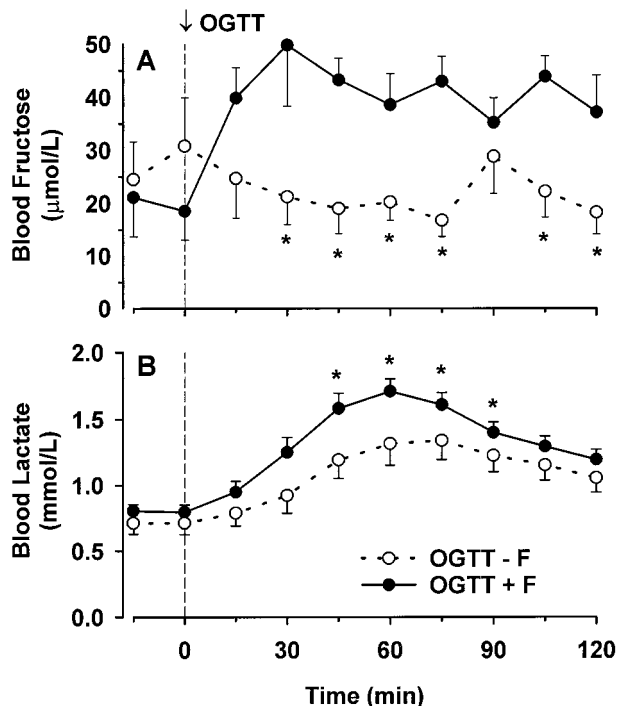 ↓ OGTT
A
50
40
30
20
10
0
Blood Fructose
(μmol/L)
* * * * * *
B
2.0
1.5
1.0
0.5
0.0
Blood Lactate
(mmol/L)
* * * *
OGTT - F
OGTT + F
0 30 60 90 120
Time (min)